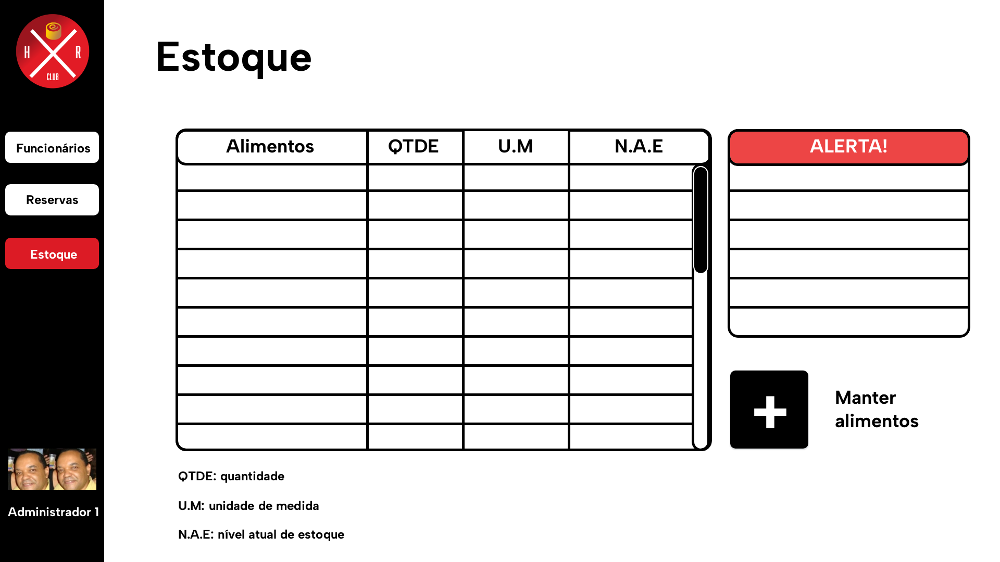 H R
CLUB
Funcionários
Reservas
Estoque
Administrador 1
Estoque
Alimentos QTDE U.M N.A.E
ALERTA!
Manter
alimentos
QTDE: quantidade
U.M: unidade de medida
N.A.E: nível atual de estoque